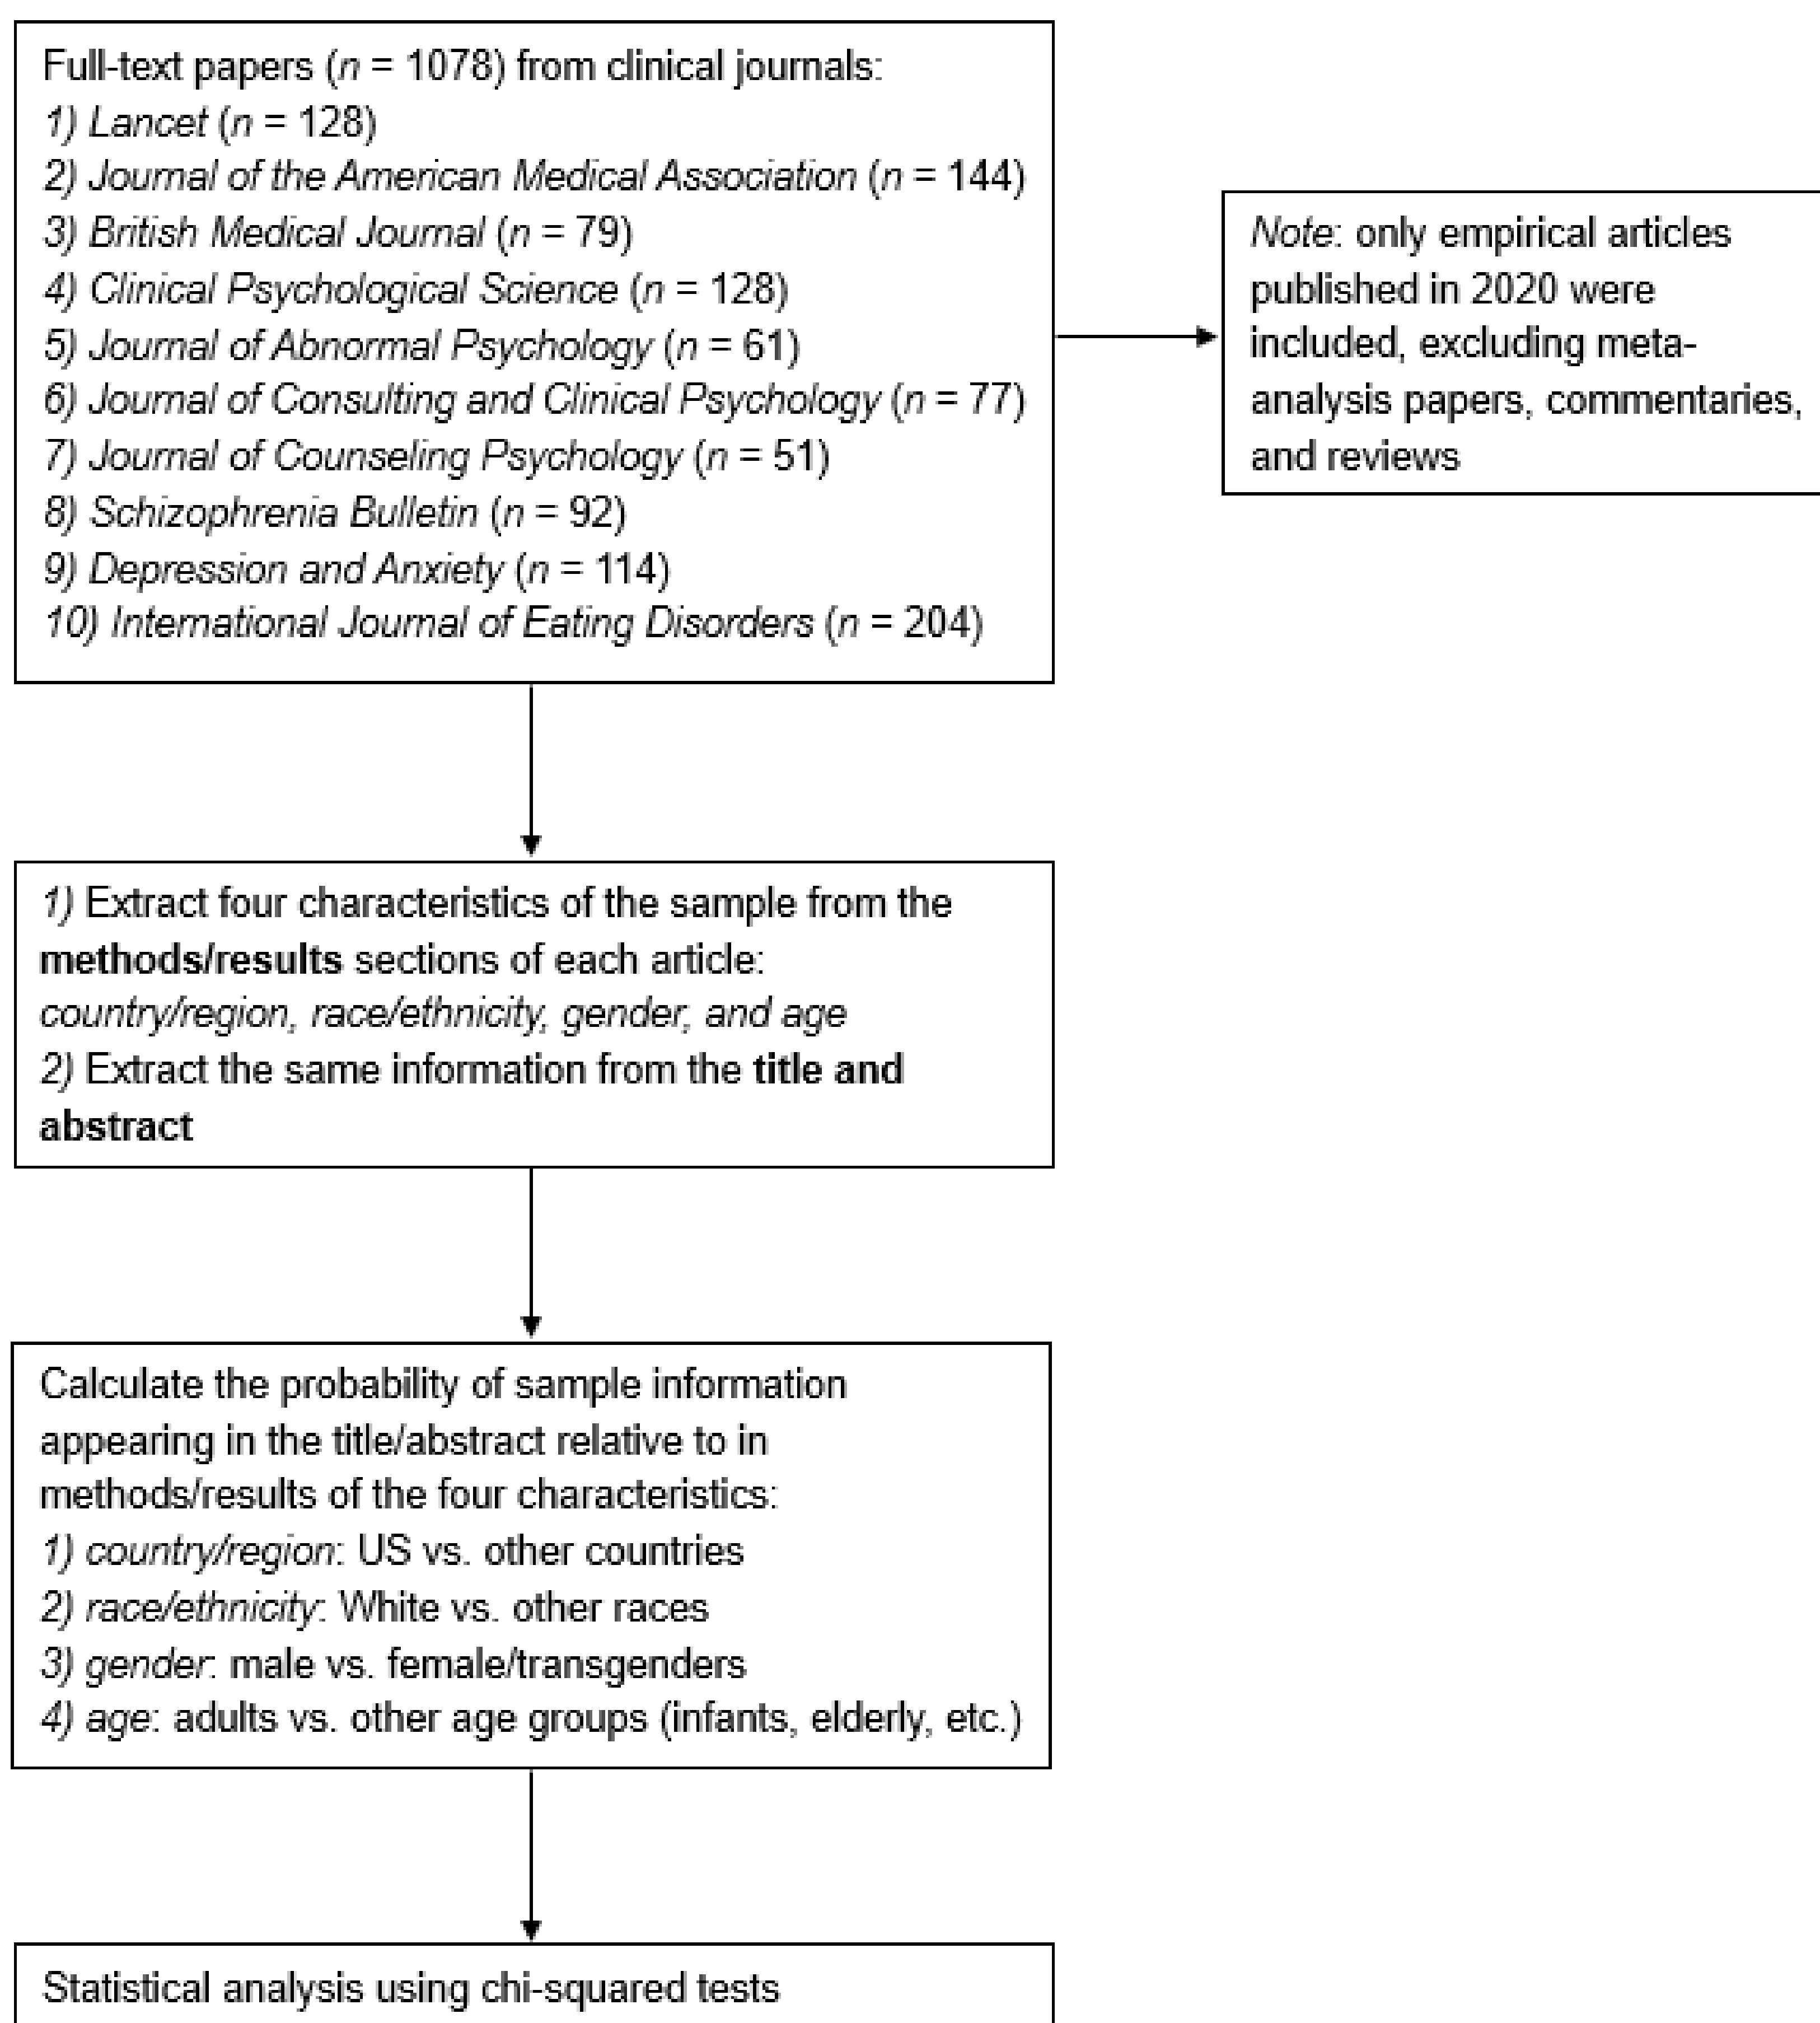 Full-text papers (n = 1078) from clinical journals:
1) Lancet (n = 128)
2) Journal of the American Medical Association (n = 144)
3) British Medical Journal (n = 79)
4) Clinical Psychological Science (n = 128)
5) Journal of Abnormal Psychology (n = 61)
6) Journal of Consulting and Clinical Psychology (n = 77)
7) Journal of Counseling Psychology (n = 51)
8) Schizophrenia Bulletin (n = 92)
9) Depression and Anxiety (n = 114)
10) International Journal of Eating Disorders (n = 204)
Note: only empirical articles
published in 2020 were
included, excluding meta-
analysis papers, commentaries,
and reviews
1) Extract four characteristics of the sample from the
methods/results sections of each article:
country/region, race/ethnicity, gender, and age
2) Extract the same information from the title and
abstract
Calculate the probability of sample information
appearing in the title/abstract relative to in
methods/results of the four characteristics:
1) country/region: US vs. other countries
2) race/ethnicity: White vs. other races
3) gender: male vs. female/transgenders
4) age: adults vs. other age groups (infants, elderly, etc.)
Statistical analysis using chi-squared tests